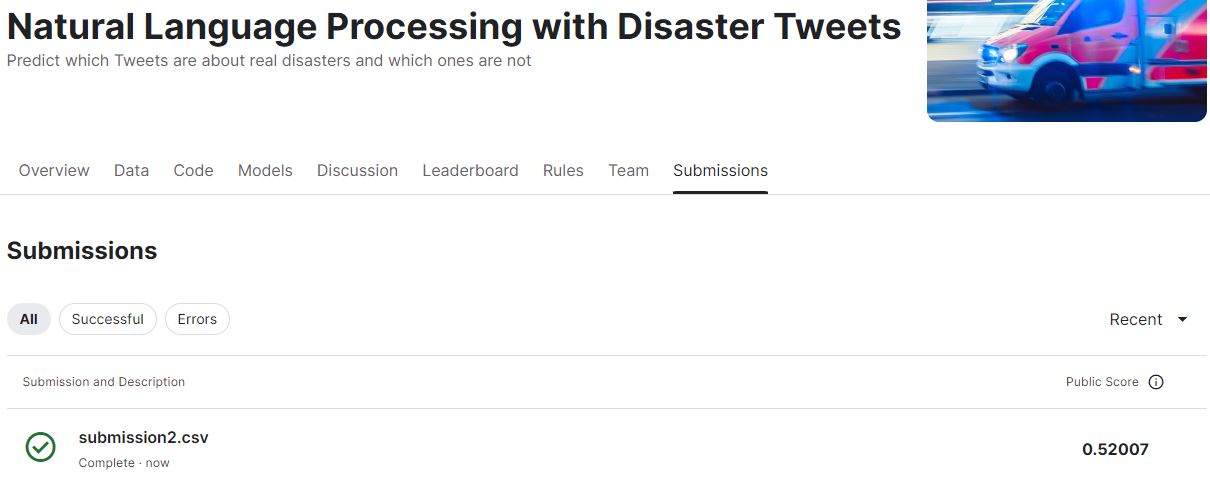 Natural Language Processing with Disaster Tweets
Predict which Tweets are about real disasters and which ones are not
Overview Data Code Models Discussion Leaderboard Rules Team Submissions
Submissions
All Successful Errors Recent
Submission and Description Public Score
submission2.csv
0.52007
Complete · now